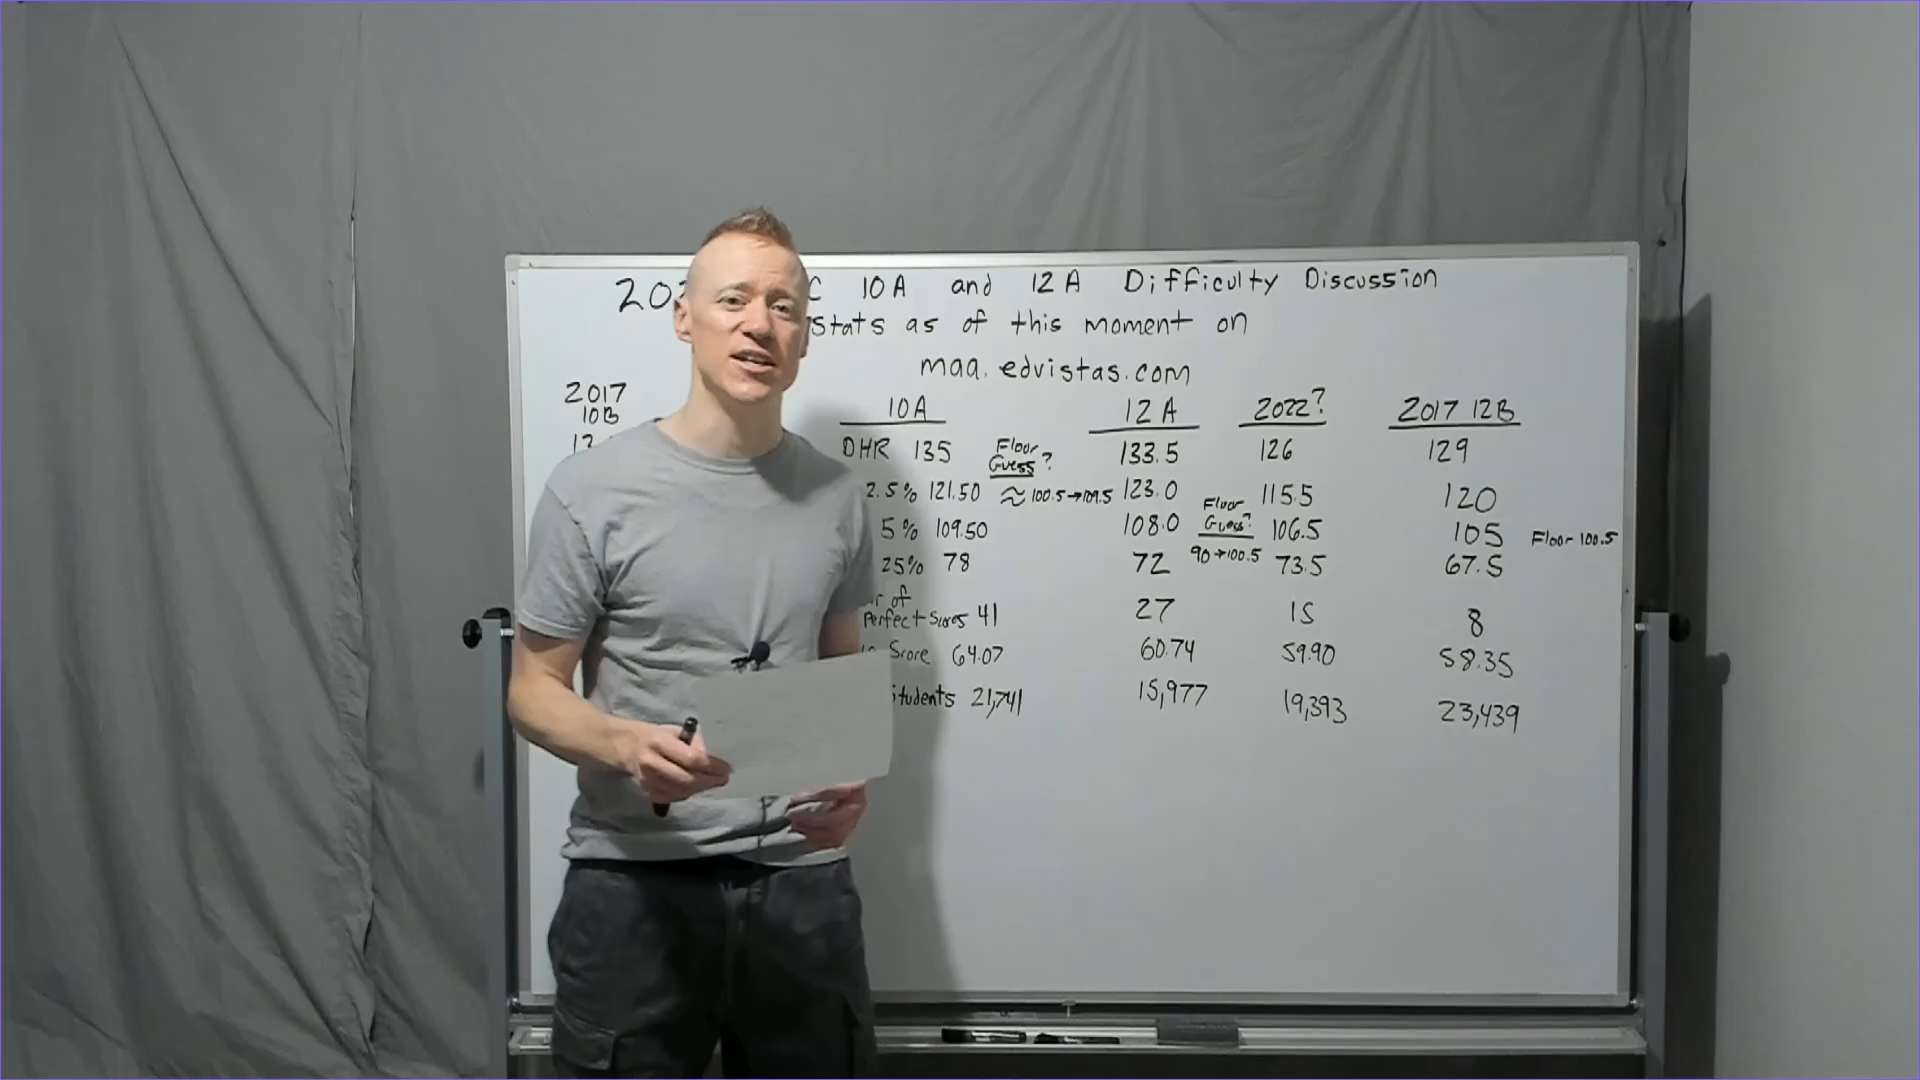 C 10A and 12A Difficulty Discussion
Stats as of this moment on
maa.edvistas.com
2017
10B
10A 12A 2022? 2017 12B
DHR 135 Floor Guess? 133.5 126 129
2.5% 121.50 ≈ 100.5→109.5 123.0 Floor Guess? 115.5 120
5% 109.50 108.0 106.5 105 Floor 100.5
25% 78 72 90→100.5 73.5 67.5
of
Perfect Scores 41 27 15 8
Score 64.07 60.74 59.90 58.35
Students 21,741 15,977 19,393 23,439